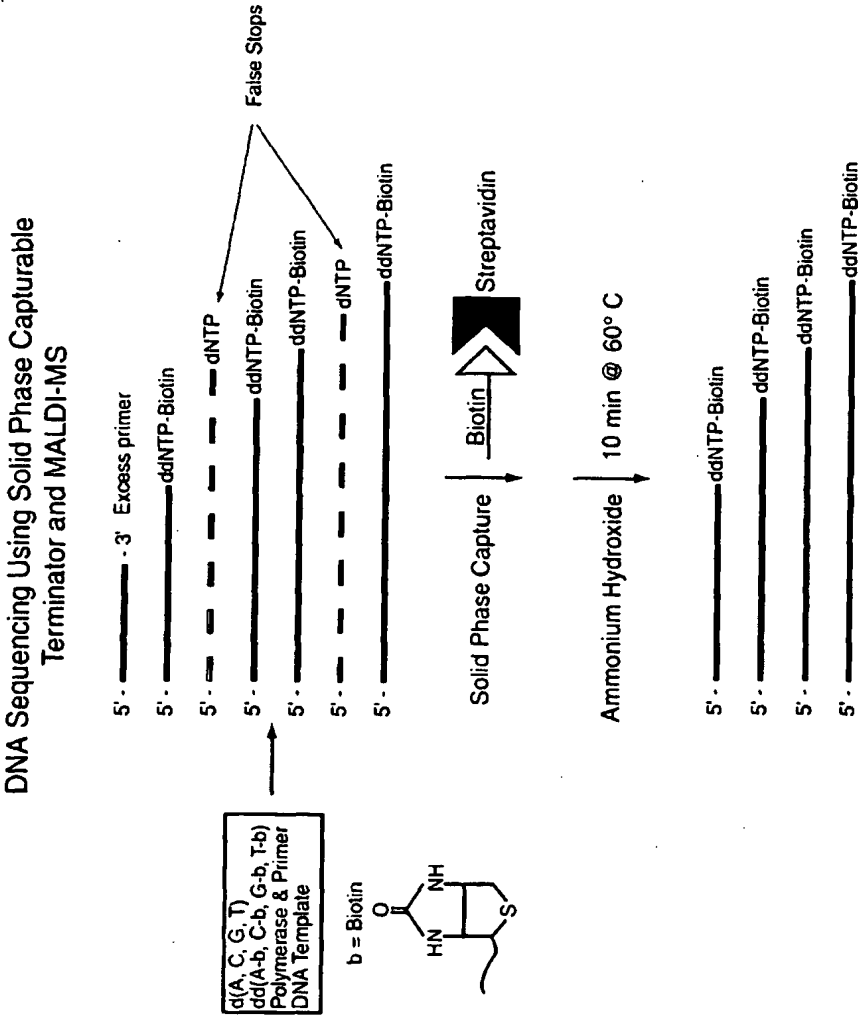 DNA Sequencing Using Solid Phase Capturable
Terminator and MALDI-MS
d(A, C, G, T)
dd(A-b, C-b, G-b, T-b)
Polymerase & Primer
DNA Template
b = Biotin
O
HN
NH
S
5' - - 3' Excess primer
5' - ddNTP-Biotin
5' - dNTP
5' - ddNTP-Biotin
5' - ddNTP-Biotin
5' - dNTP
5' - ddNTP-Biotin
False Stops
Solid Phase Capture
Biotin
Streptavidin
Ammonium Hydroxide 10 min @ 60° C
5' - ddNTP-Biotin
5' - ddNTP-Biotin
5' - ddNTP-Biotin
5' - ddNTP-Biotin